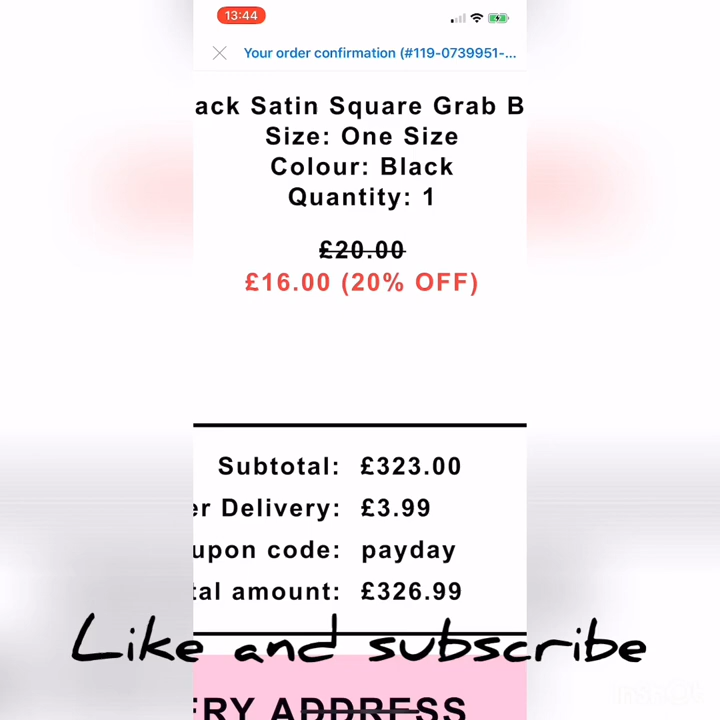 13:44
Your order confirmation (#119-0739951-...
ack Satin Square Grab B
Size: One Size
Colour: Black
Quantity: 1
£20.00
£16.00 (20% OFF)
Subtotal: £323.00
er Delivery: £3.99
upon code: payday
tal amount: £326.99
Like and subscribe
ERY ADDRESS